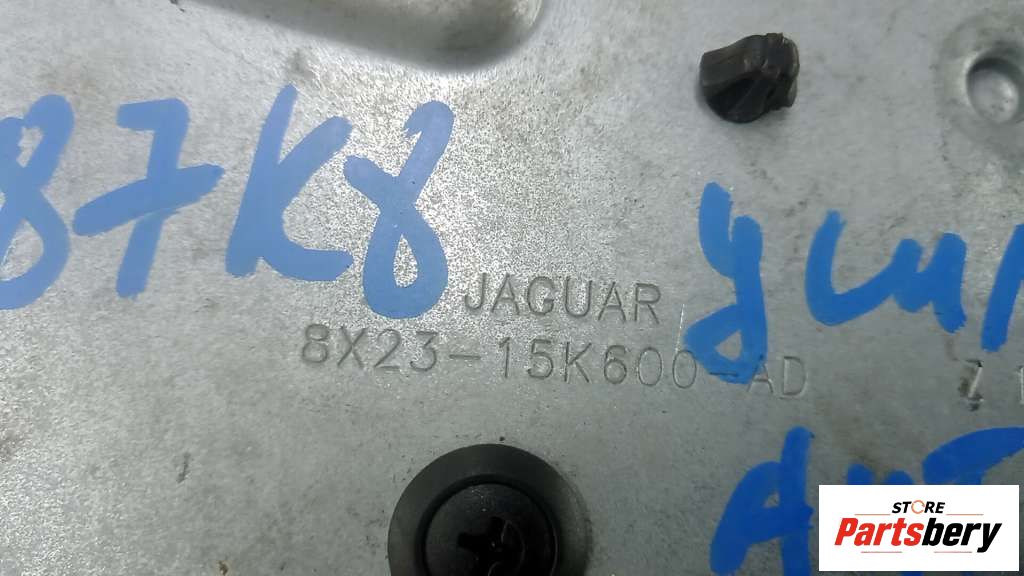 87K8
JAGUAR
8X23-15K600-AD
STORE
Partsbery